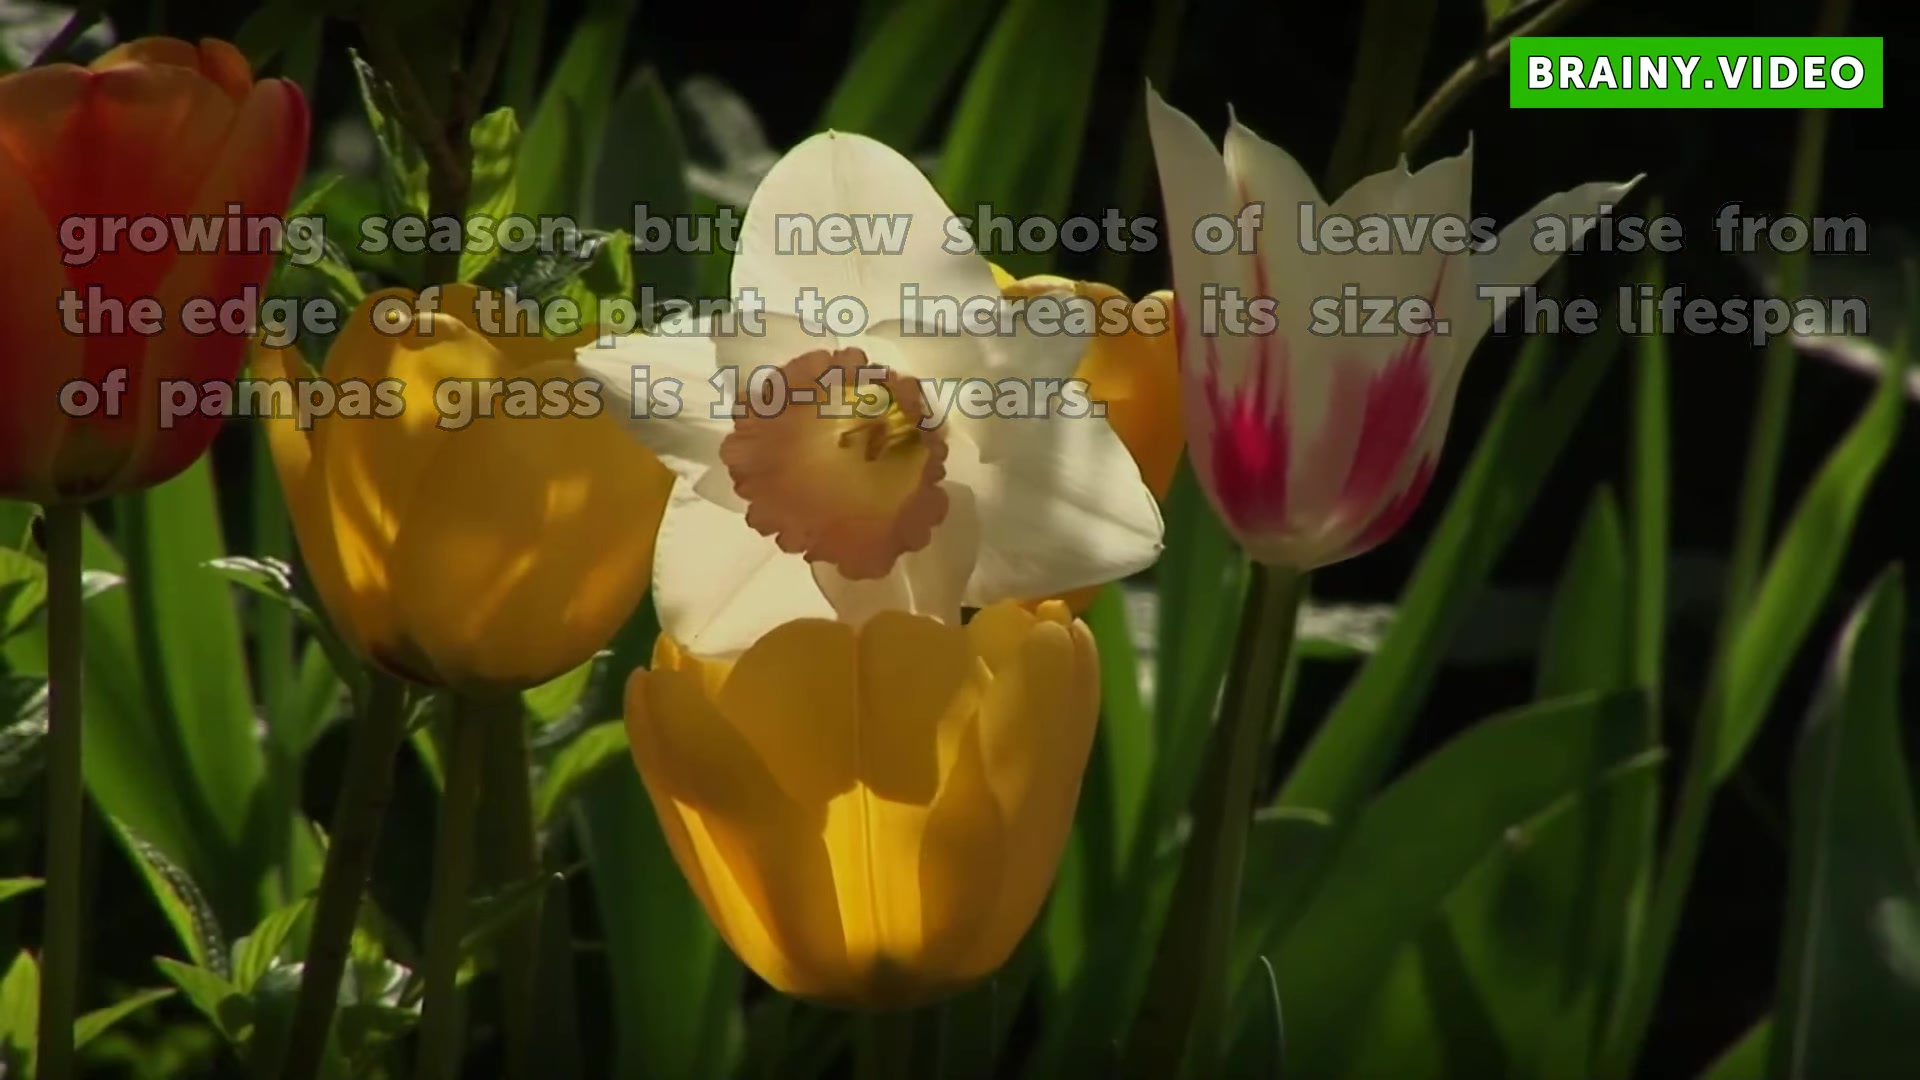 BRAINY.VIDEO
growing season, but new shoots of leaves arise from
the edge of the plant to increase its size. The lifespan
of pampas grass is 10-15 years.